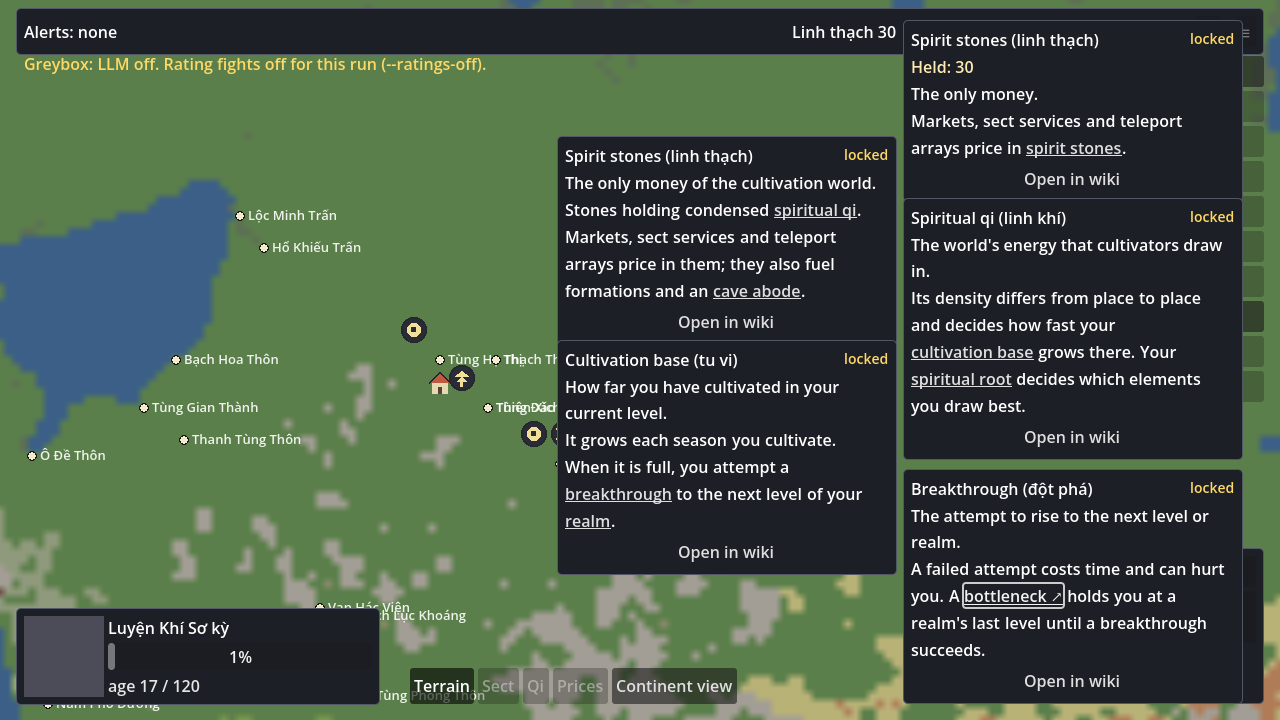 Alerts: none
Linh thạch 30
Greybox: LLM off. Rating fights off for this run (--ratings-off).
Spirit stones (linh thạch)
locked
Held: 30
The only money.
Markets, sect services and teleport
arrays price in spirit stones.
Open in wiki
Spirit stones (linh thạch)
locked
The only money of the cultivation world.
Stones holding condensed spiritual qi.
Markets, sect services and teleport
arrays price in them; they also fuel
formations and an cave abode.
Open in wiki
Spiritual qi (linh khí)
locked
The world's energy that cultivators draw
in.
Its density differs from place to place
and decides how fast your
cultivation base grows there. Your
spiritual root decides which elements
you draw best.
Open in wiki
Cultivation base (tu vi)
locked
How far you have cultivated in your
current level.
It grows each season you cultivate.
When it is full, you attempt a
breakthrough to the next level of your
realm.
Open in wiki
Breakthrough (đột phá)
locked
The attempt to rise to the next level or
realm.
A failed attempt costs time and can hurt
you. A bottleneck ↗ holds you at a
realm's last level until a breakthrough
succeeds.
Open in wiki
Lộc Minh Trấn
Hổ Khiếu Trấn
Bạch Hoa Thôn
Tùng
Tùng Gian Thành
Thanh Tùng Thôn
Ô Đề Thôn
Vạn Hác Viên
Lục Khoáng
Tùng Phong Thôn
Luyện Khí Sơ kỳ
1%
age 17 / 120
Terrain
Sect
Qi
Prices
Continent view